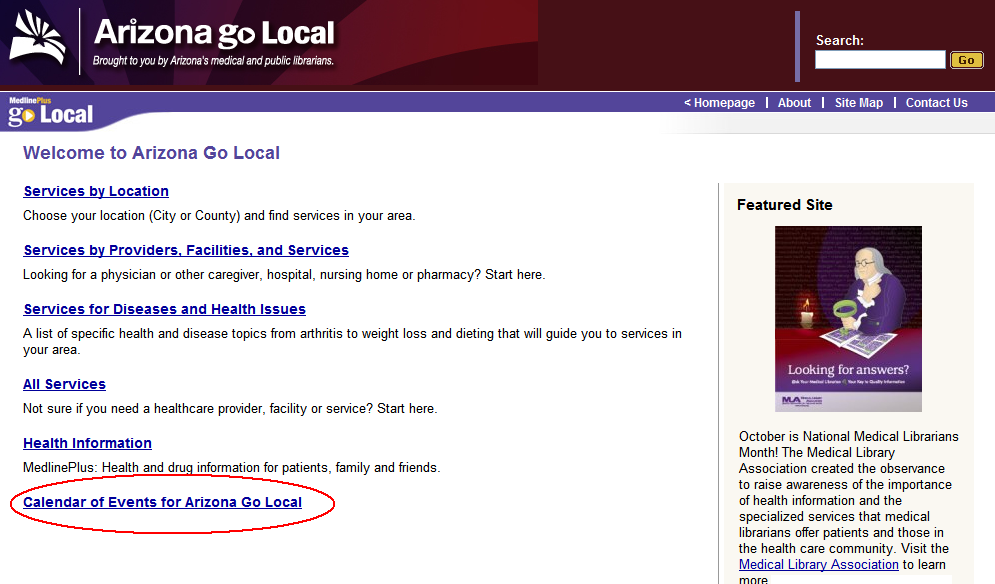 Arizona go Local
Brought to you by Arizona's medical and public librarians.
Search:
Go
MedlinePlus
go Local
< Homepage | About | Site Map | Contact Us
Welcome to Arizona Go Local
Services by Location
Choose your location (City or County) and find services in your area.
Services by Providers, Facilities, and Services
Looking for a physician or other caregiver, hospital, nursing home or pharmacy? Start here.
Services for Diseases and Health Issues
A list of specific health and disease topics from arthritis to weight loss and dieting that will guide you to services in
your area.
All Services
Not sure if you need a healthcare provider, facility or service? Start here.
Health Information
MedlinePlus: Health and drug information for patients, family and friends.
Calendar of Events for Arizona Go Local
Featured Site
Looking for answers?
Ask Your Medical Librarian
Your Key to Quality Information
MLA
October is National Medical Librarians
Month! The Medical Library
Association created the observance
to raise awareness of the importance
of health information and the
specialized services that medical
librarians offer patients and those in
the health care community. Visit the
Medical Library Association to learn
more